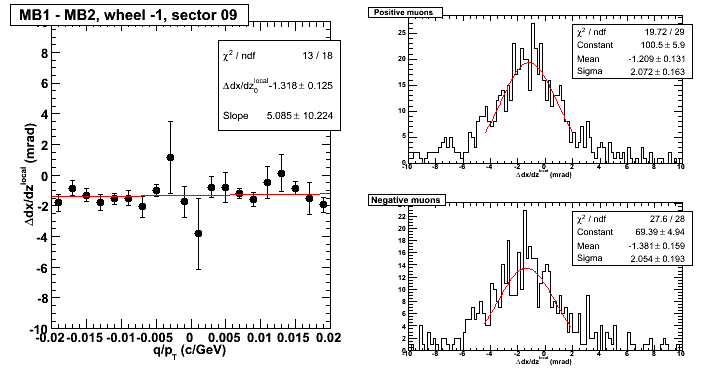 MB1 - MB2, wheel -1, sector 09
χ² / ndf 13 / 18
Δdx/dz₀^local -1.318 ± 0.125
Slope 5.085 ± 10.224
Δdx/dz^local (mrad)
8
6
4
2
0
-2
-4
-6
-8
-10
-0.02 -0.015 -0.01 -0.005 0 0.005 0.01 0.015 0.02
q/p_T (c/GeV)
Positive muons
χ² / ndf 19.72 / 29
Constant 100.5 ± 5.9
Mean -1.209 ± 0.131
Sigma 2.072 ± 0.163
25
20
15
10
5
0
-10 -8 -6 -4 -2 0 2 4 6 8 10
Δdx/dz^local (mrad)
Negative muons
χ² / ndf 27.6 / 28
Constant 69.39 ± 4.94
Mean -1.381 ± 0.159
Sigma 2.054 ± 0.193
22
20
18
16
14
12
10
8
6
4
2
0
-10 -8 -6 -4 -2 0 2 4 6 8 10
Δdx/dz^local (mrad)